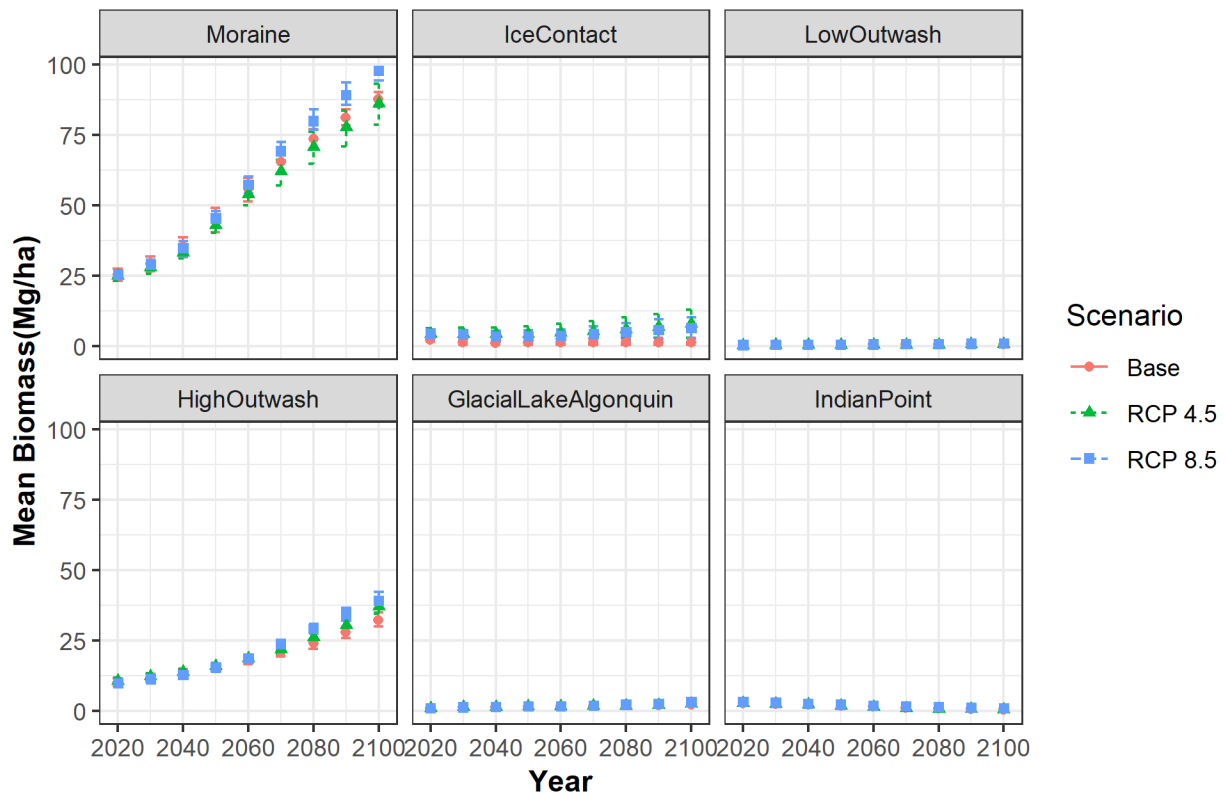 Moraine
IceContact
LowOutwash
100
75
50
25
0
HighOutwash
GlacialLakeAlgonquin
IndianPoint
100
75
50
25
0
2020 2040 2060 2080 2100
2020 2040 2060 2080 2100
2020 2040 2060 2080 2100
Year
Mean Biomass(Mg/ha)
Scenario
Base
RCP 4.5
RCP 8.5